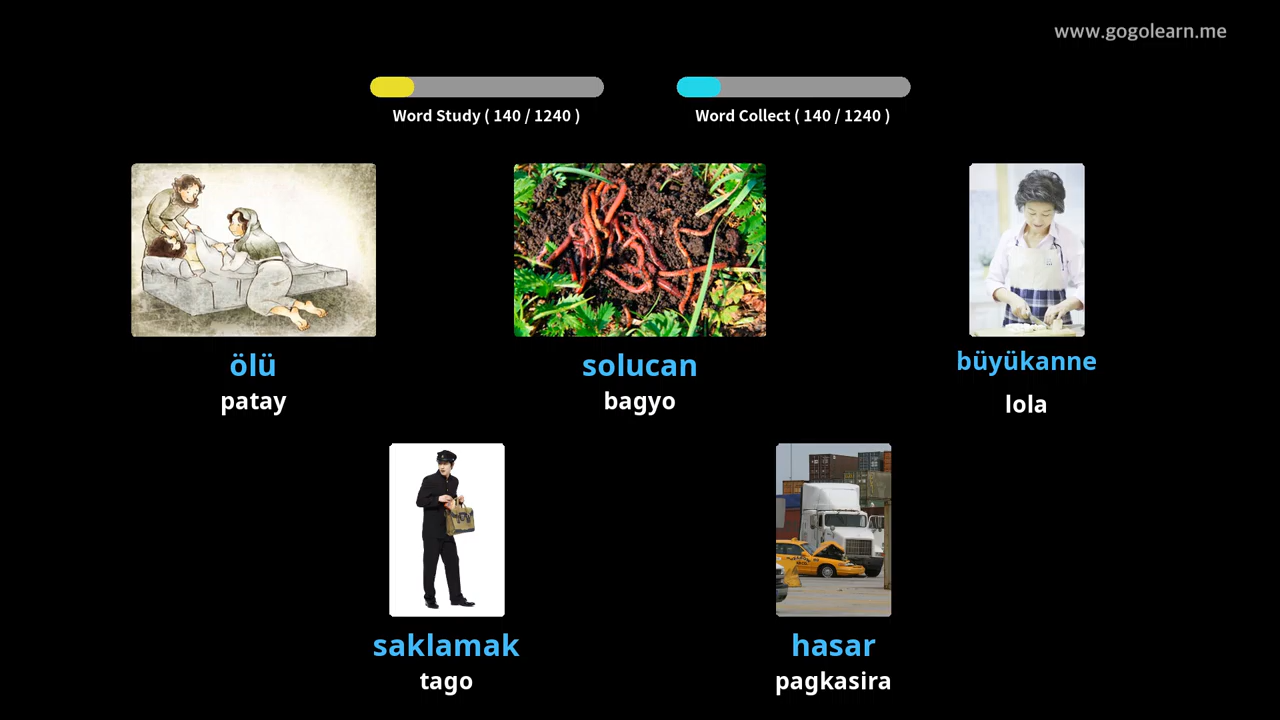 www.gogolearn.me
Word Study ( 140 / 1240 )
Word Collect ( 140 / 1240 )
ölü
patay
solucan
bagyo
büyükanne
lola
saklamak
tago
hasar
pagkasira